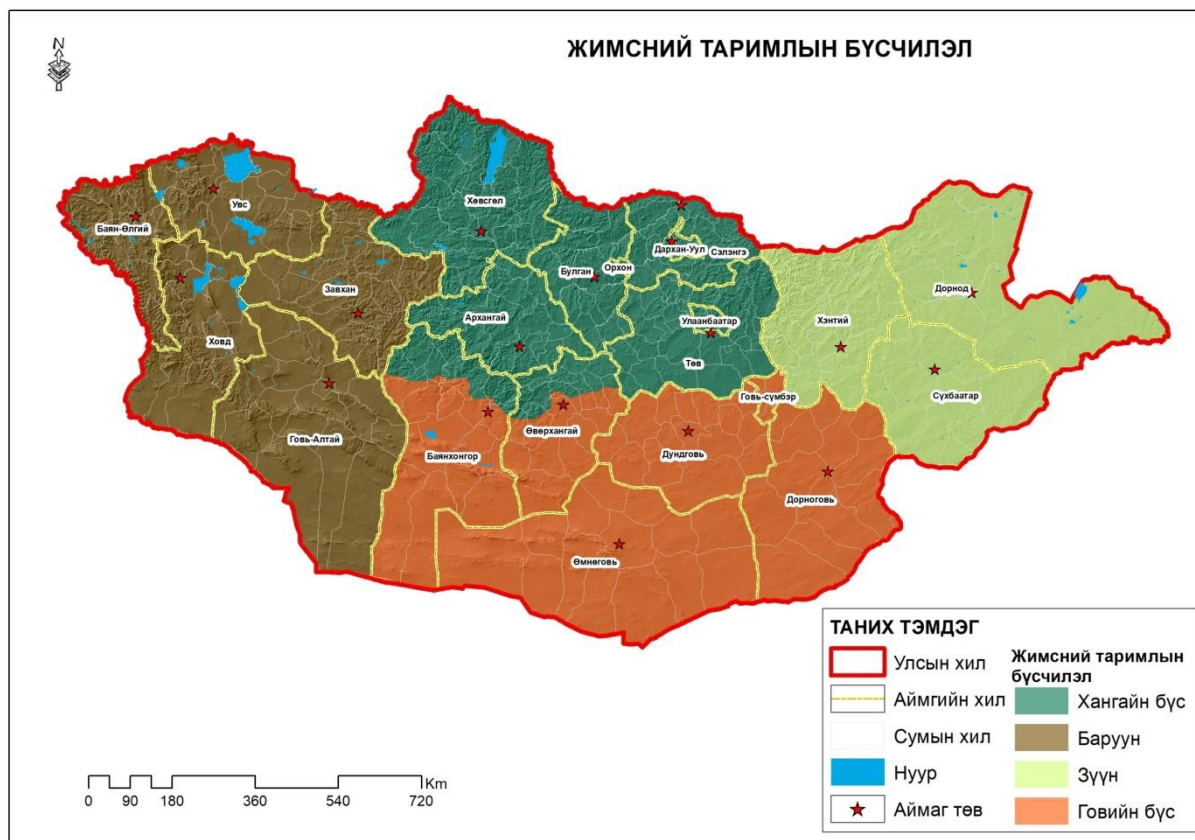 N
ЖИМСНИЙ ТАРИМЛЫН БҮСЧИЛЭЛ
Увс
Баян-Өлгий
Хөвсгөл
Дархан-Уул
Сэлэнгэ
Орхон
Булган
Завхан
Дорнод
Архангай
Улаанбаатар
Хэнтий
Ховд
Төв
Говь-сүмбэр
Сүхбаатар
Говь-Алтай
Өвөрхангай
Баянхонгор
Дундговь
Дорноговь
Өмнөговь
ТАНИХ ТЭМДЭГ
Улсын хил
Аймгийн хил
Сумын хил
Нуур
Аймаг төв
Жимсний таримлын
бүсчилэл
Хангайн бүс
Баруун
Зүүн
Говийн бүс
Km
0 90 180 360 540 720